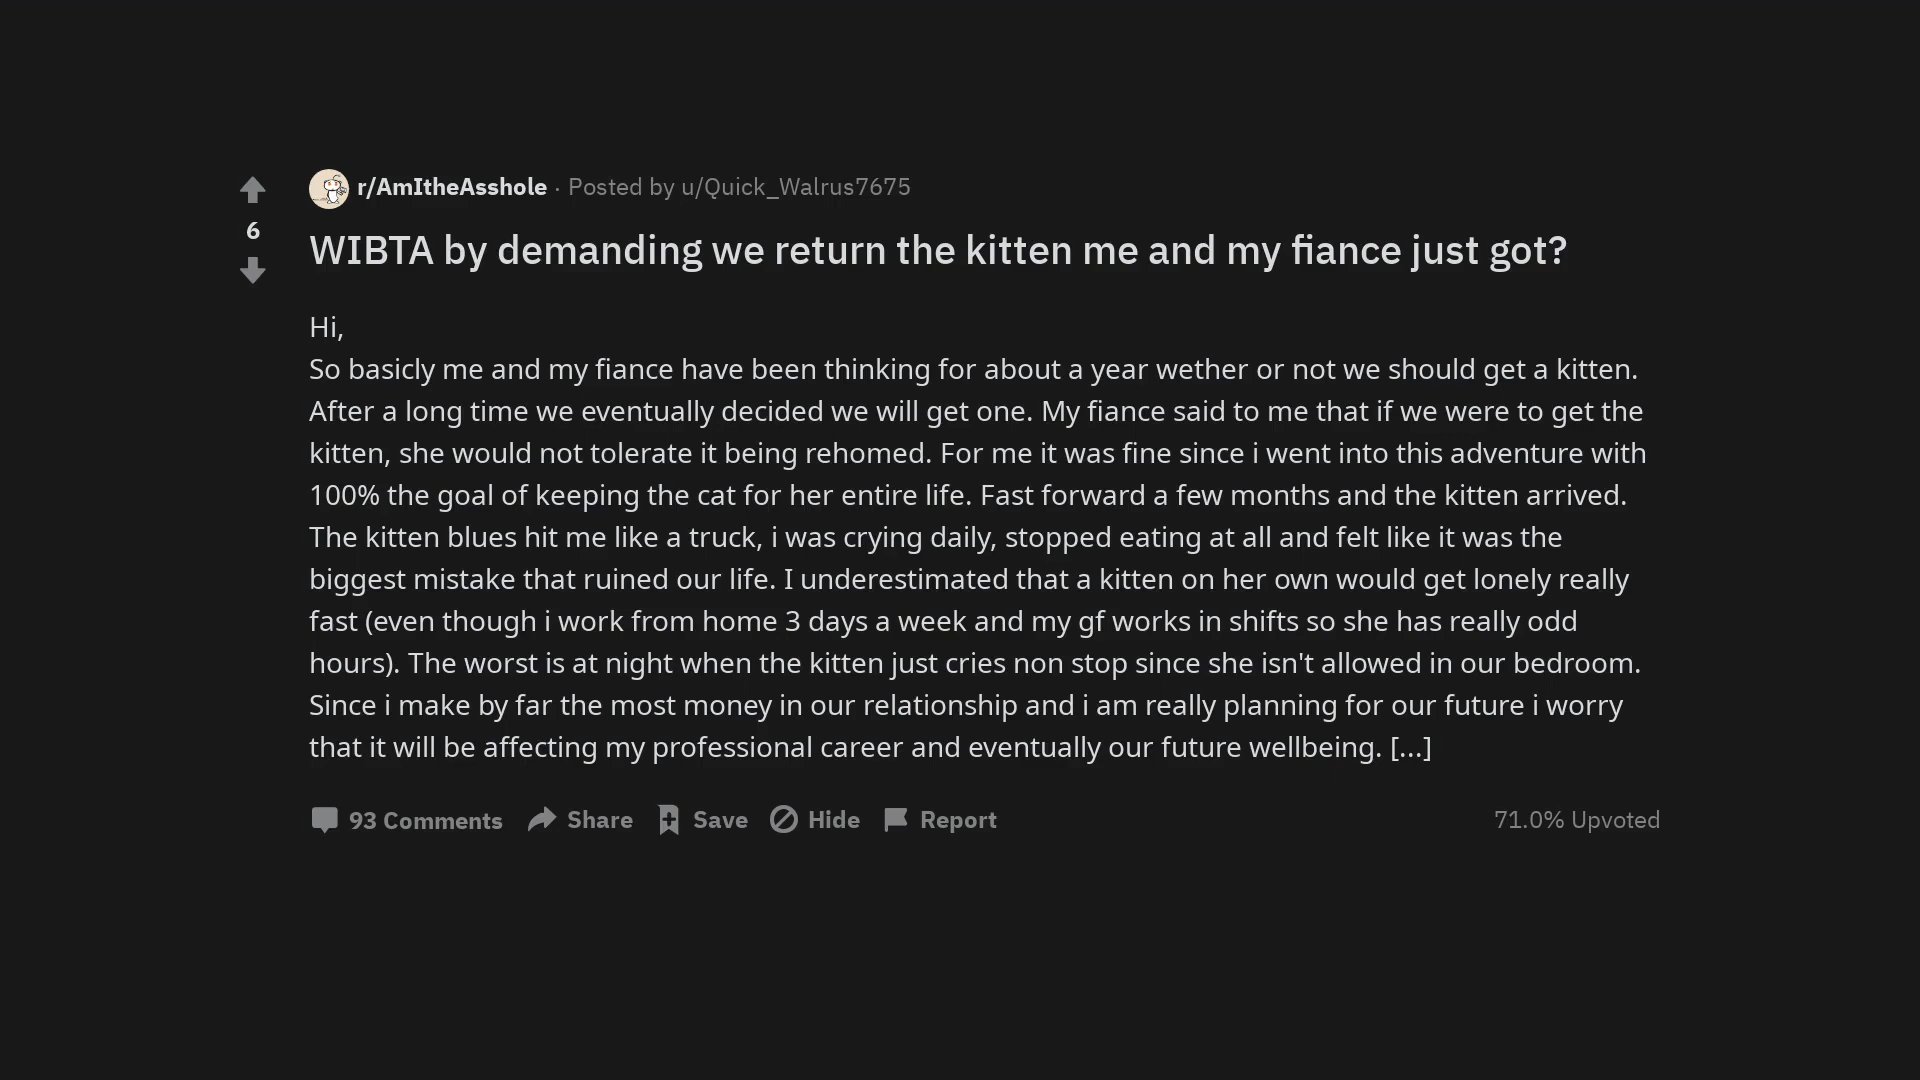 r/AmItheAsshole · Posted by u/Quick_Walrus7675
6
WIBTA by demanding we return the kitten me and my fiance just got?
Hi,
So basicly me and my fiance have been thinking for about a year wether or not we should get a kitten.
After a long time we eventually decided we will get one. My fiance said to me that if we were to get the
kitten, she would not tolerate it being rehomed. For me it was fine since i went into this adventure with
100% the goal of keeping the cat for her entire life. Fast forward a few months and the kitten arrived.
The kitten blues hit me like a truck, i was crying daily, stopped eating at all and felt like it was the
biggest mistake that ruined our life. I underestimated that a kitten on her own would get lonely really
fast (even though i work from home 3 days a week and my gf works in shifts so she has really odd
hours). The worst is at night when the kitten just cries non stop since she isn't allowed in our bedroom.
Since i make by far the most money in our relationship and i am really planning for our future i worry
that it will be affecting my professional career and eventually our future wellbeing. [...]
93 Comments Share Save Hide Report 71.0% Upvoted